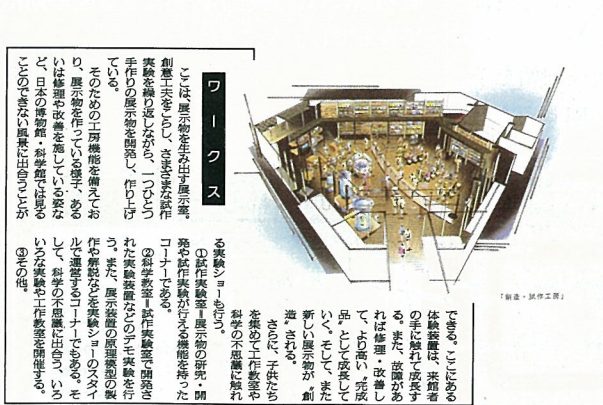 ワークス
ここは、展示物を生み出す展示室。
創意工夫をこらし、さまざまな試作
実験を繰り返しながら、一つひとつ
手作りの展示物を開発し、作り上げ
ている。
そのための工房機能を備えてお
り、展示物を作っている様子、ある
いは修理や改善を施している姿な
ど、日本の博物館・科学館では見る
ことのできない風景に出合うことが
できる。ここにある
体験装置は、来館者
の手に触れて成長す
る。また、故障があ
れば修理・改善し
て、より高い〝完成
品〟として成長して
いく。そして、また
新しい展示物が〝創
造〟される。
さらに、子供たち
を集めて工作教室や
科学の不思議に触れ
る実験ショーも行う。
①試作実験室=展示物の研究・開
発や試作実験が行える機能を持った
コーナーである。
②科学教室=試作実験室で開発さ
れた実験装置などのデモ実験を行
う。また、展示装置の原理模型の製
作や解説などを実験ショーのスタイ
ルで運営するコーナーでもある。そ
して、科学の不思議に出合う、いろ
いろな実験や工作教室を開催する。
③その他。
「創造・試作工房」